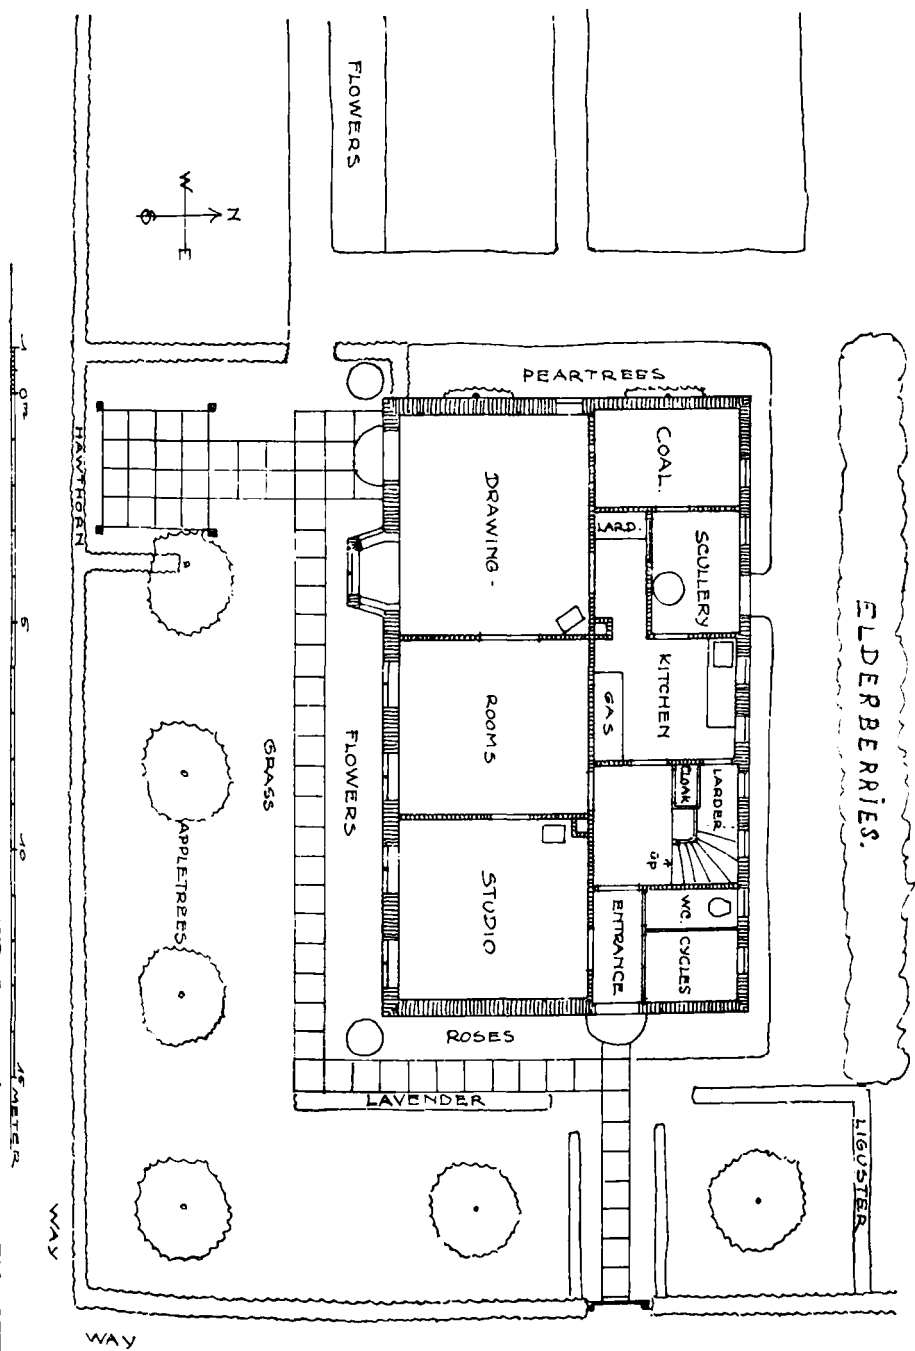 FLOWERS
W
N
S
E
PEARTREES
ELDERBERRIES.
HAWTHORN
COAL.
LARD.
SCULLERY
DRAWING-
ROOMS
KITCHEN
GAS
LARDER
CLOAK
UP
W.C.
CYCLES
ENTRANCE
STUDIO
FLOWERS
GRASS
APPLETREES
ROSES
LAVENDER
LIGUSTER
WAY
WAY
1
0
5
10
15 METER